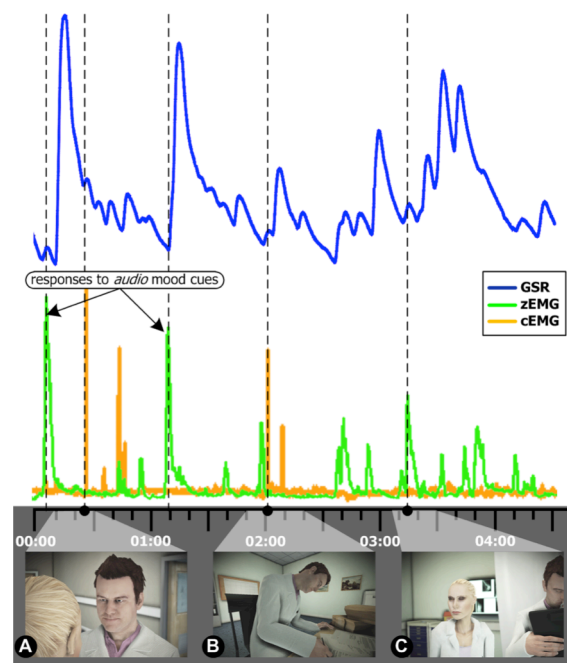 responses to audio mood cues
GSR
zEMG
cEMG
00:00 01:00 02:00 03:00 04:00
A B C